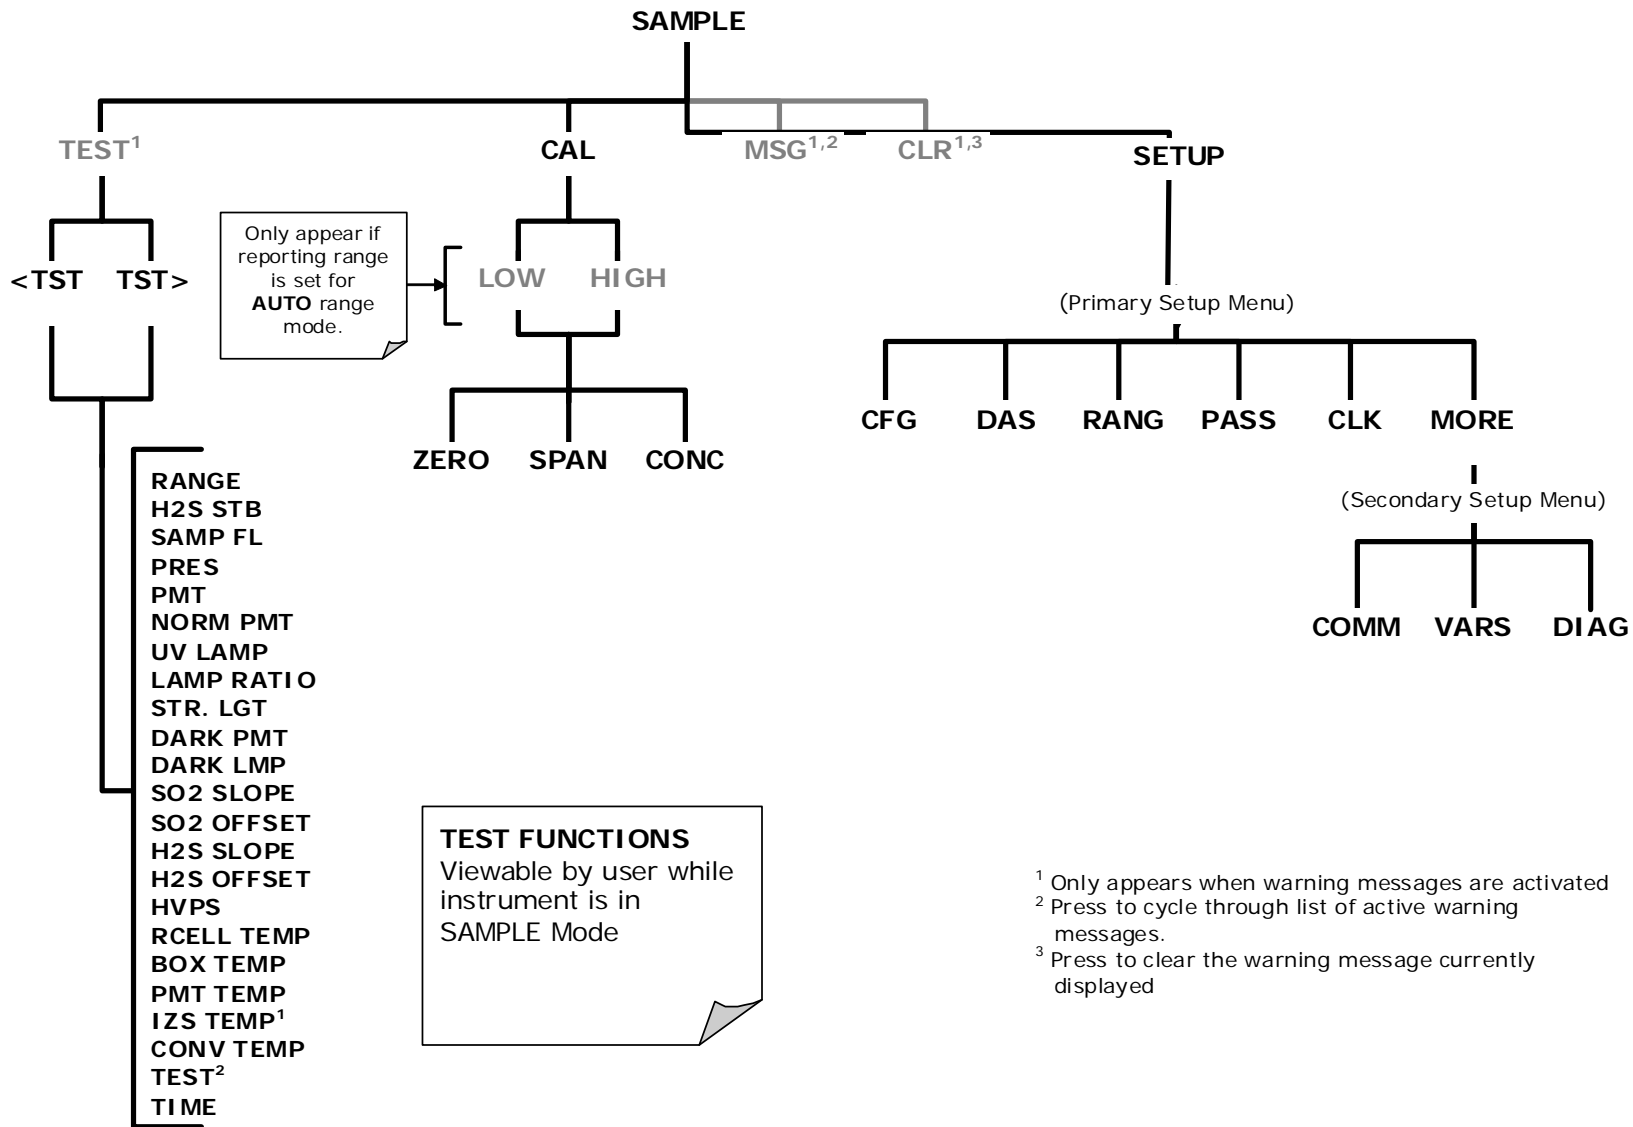 SAMPLE
TEST¹
CAL
MSG¹,²
CLR¹,³
SETUP
<TST
TST>
Only appear if
reporting range
is set for
AUTO range
mode.
LOW
HIGH
(Primary Setup Menu)
CFG
DAS
RANG
PASS
CLK
MORE
ZERO
SPAN
CONC
(Secondary Setup Menu)
COMM
VARS
DIAG
RANGE
H2S STB
SAMP FL
PRES
PMT
NORM PMT
UV LAMP
LAMP RATIO
STR. LGT
DARK PMT
DARK LMP
SO2 SLOPE
SO2 OFFSET
H2S SLOPE
H2S OFFSET
HVPS
RCELL TEMP
BOX TEMP
PMT TEMP
IZS TEMP¹
CONV TEMP
TEST²
TIME
TEST FUNCTIONS
Viewable by user while
instrument is in
SAMPLE Mode
¹ Only appears when warning messages are activated
² Press to cycle through list of active warning
messages.
³ Press to clear the warning message currently
displayed